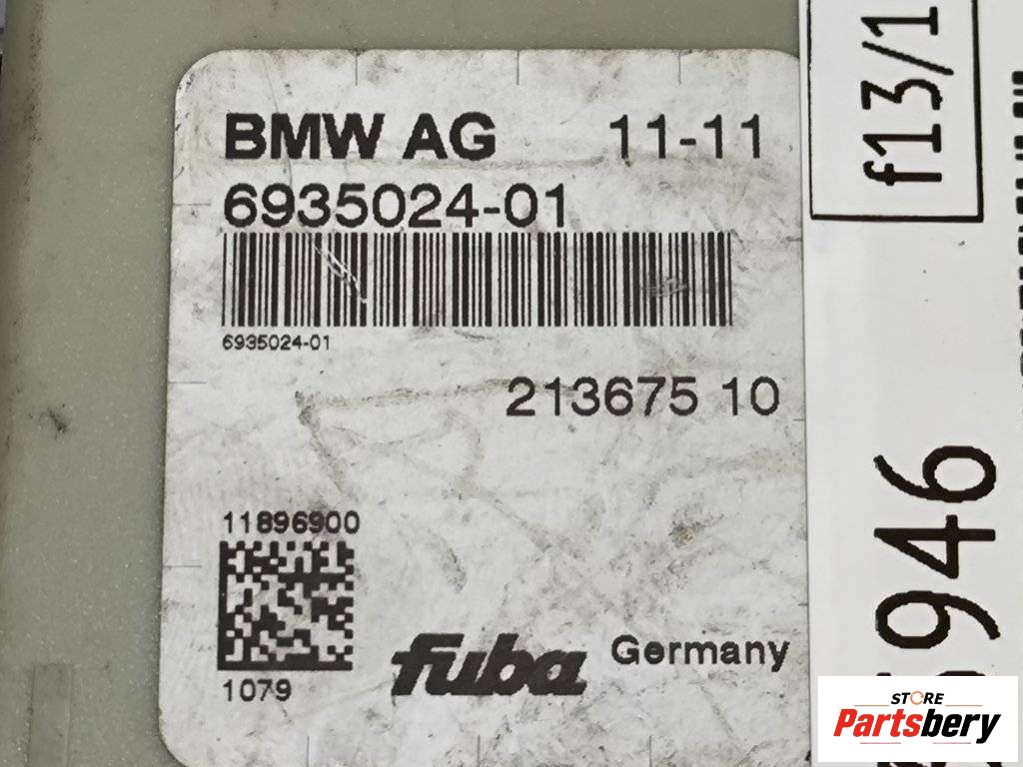 BMW AG 11-11
6935024-01
6935024-01
213675 10
11896900
1079
fuba Germany
f13/1
946
STORE
Partsbery